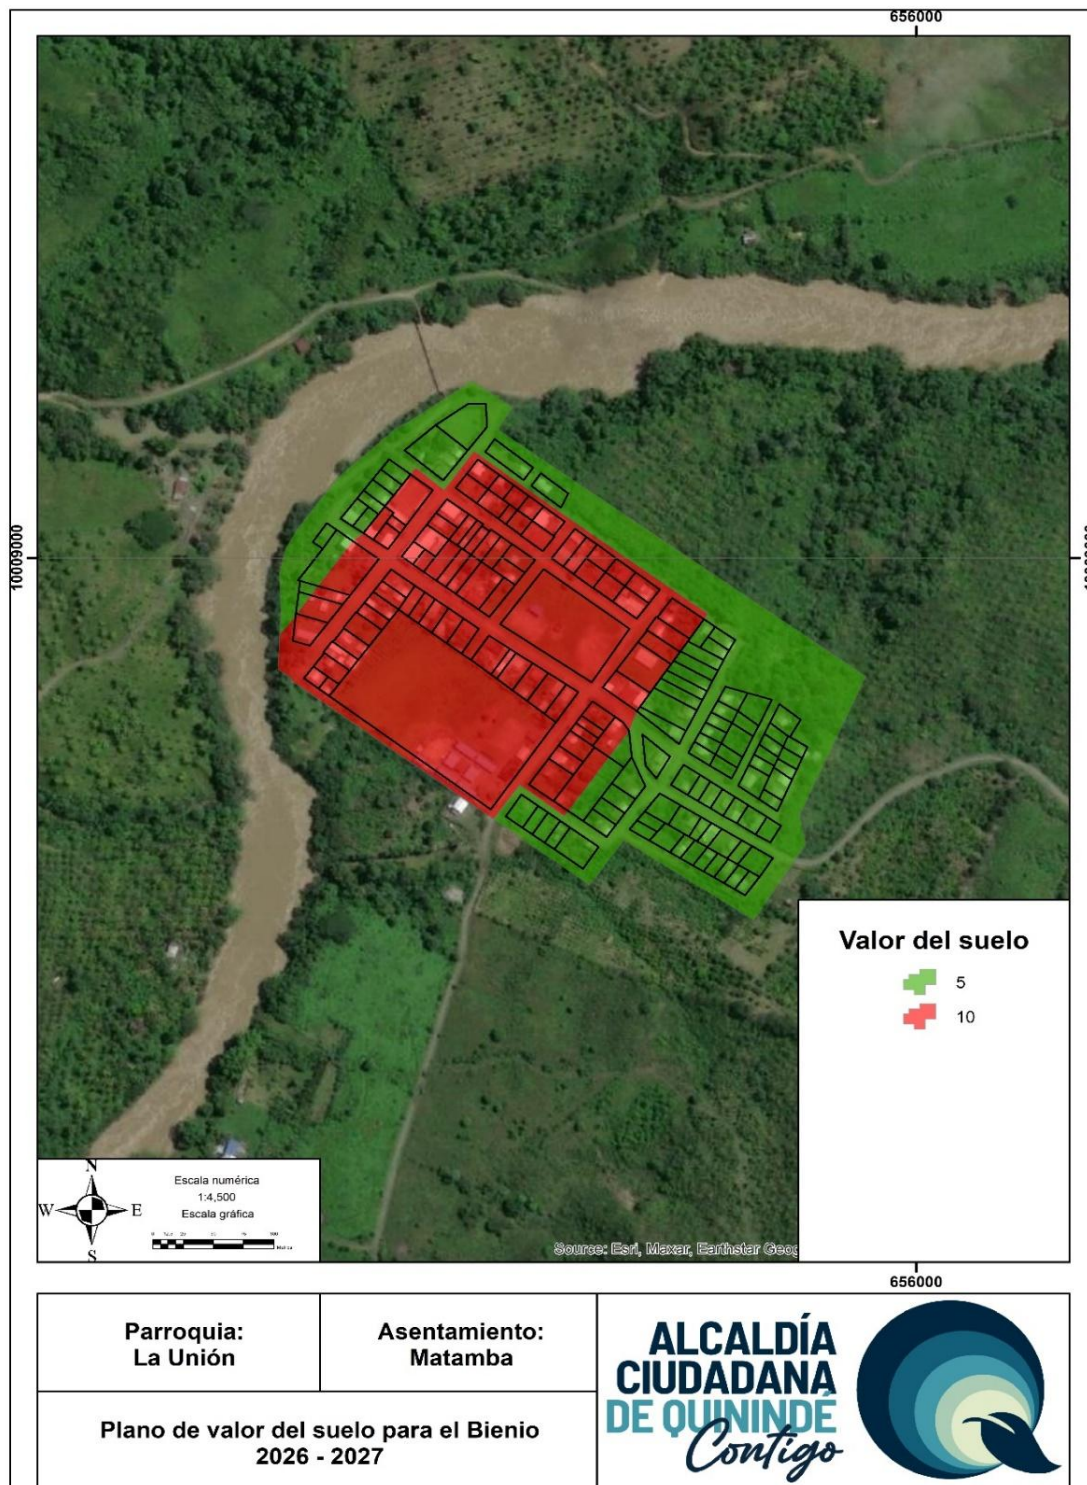 656000
10009000
Valor del suelo
5
10
N
W
E
S
Escala numérica
1:4,500
Escala gráfica
Source: Esri, Maxar, Earthstar Geog
656000
Parroquia:
La Unión
Asentamiento:
Matamba
Plano de valor del suelo para el Bienio
2026 - 2027
ALCALDÍA
CIUDADANA
DE QUININDÉ
Contigo